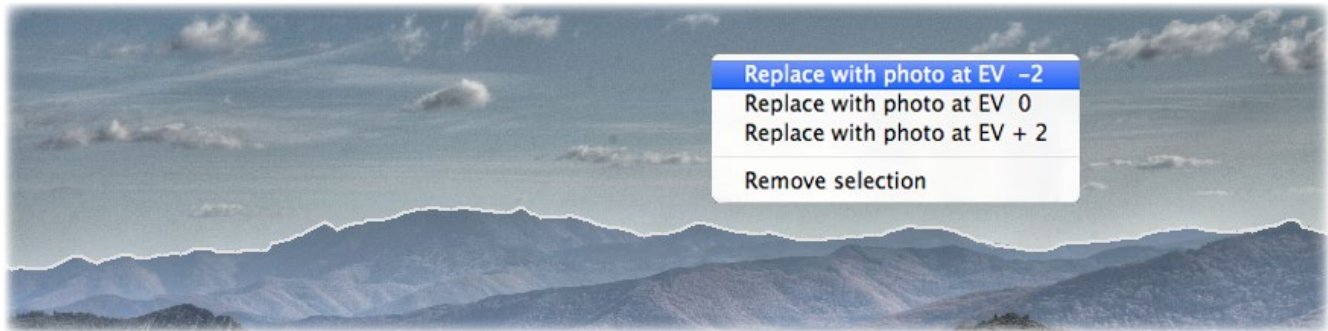 Replace with photo at EV -2
Replace with photo at EV 0
Replace with photo at EV + 2
Remove selection